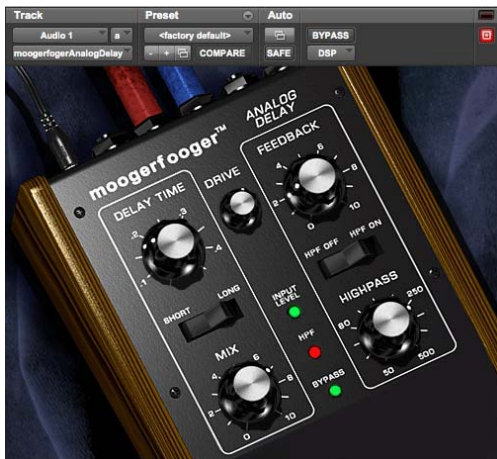 Track Preset Auto
Audio 1 a <factory default> BYPASS
moogerfogerAnalogDelay - + COMPARE SAFE DSP
moogerfooger™
ANALOG DELAY
DELAY TIME
.1 .2 .3 .4
SHORT LONG
MIX
0 2 4 6 8 10
DRIVE
INPUT LEVEL
HPF
BYPASS
FEEDBACK
0 2 4 6 8 10
HPF OFF HPF ON
HIGHPASS
50 80 250 500